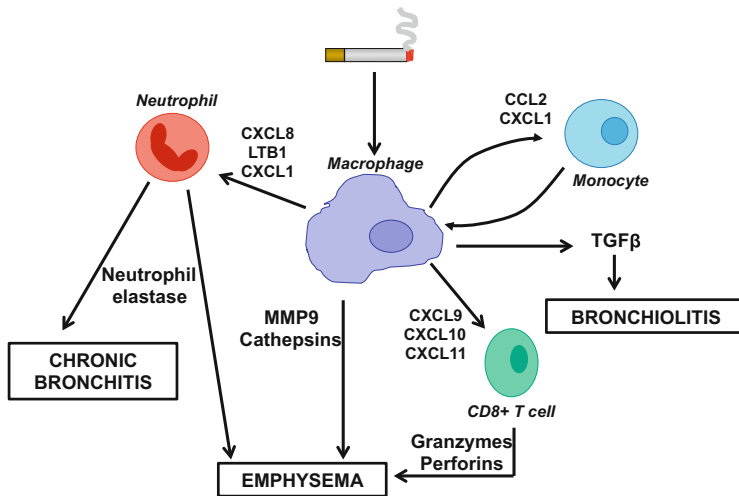 Neutrophil
CXCL8
LTB1
CXCL1
Macrophage
CCL2
CXCL1
Monocyte
TGFβ
BRONCHIOLITIS
Neutrophil
elastase
MMP9
Cathepsins
CXCL9
CXCL10
CXCL11
CHRONIC
BRONCHITIS
CD8+ T cell
Granzymes
Perforins
EMPHYSEMA